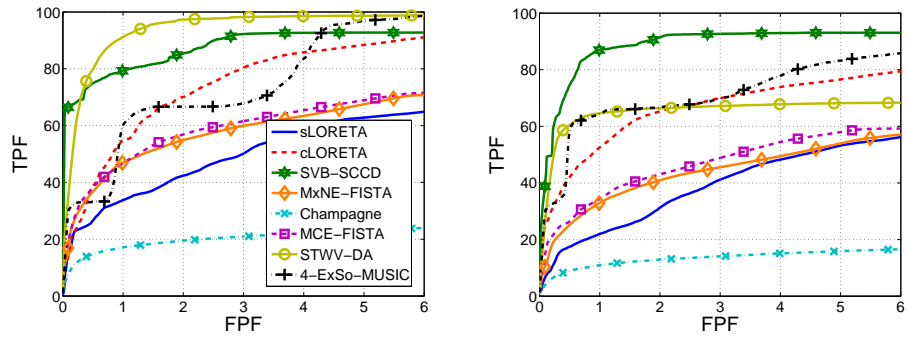 TPF
100
80
60
40
20
0
0 1 2 3 4 5 6
FPF
sLORETA
cLORETA
SVB-SCCD
MxNE-FISTA
Champagne
MCE-FISTA
STWV-DA
4-ExSo-MUSIC
TPF
100
80
60
40
20
0
0 1 2 3 4 5 6
FPF